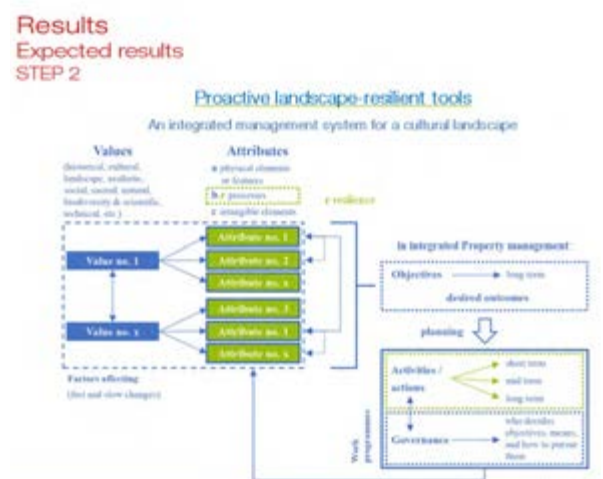 Results
Expected results
STEP 2
Proactive landscape-resilient tools
An integrated management system for a cultural landscape
Values
(historical, cultural,
landscape, aesthetic,
social, sacred, natural,
biodiversity & scientific,
technical, etc.)
Attributes
a physical elements
or features
b, r processes
c intangible elements
r resilience
Value no. 1
Attribute no. 1
Attribute no. 2
Attribute no. x
Value no. x
Attribute no. 3
Attribute no. 1
Attribute no. x
Factors affecting
(fast and slow changes)
in integrated Property management
Objectives
long term
desired outcomes
planning
Activities /
actions
short term
mid term
long term
Governance
who decides
objectives, means,
and how to pursue
them
Work
programmes